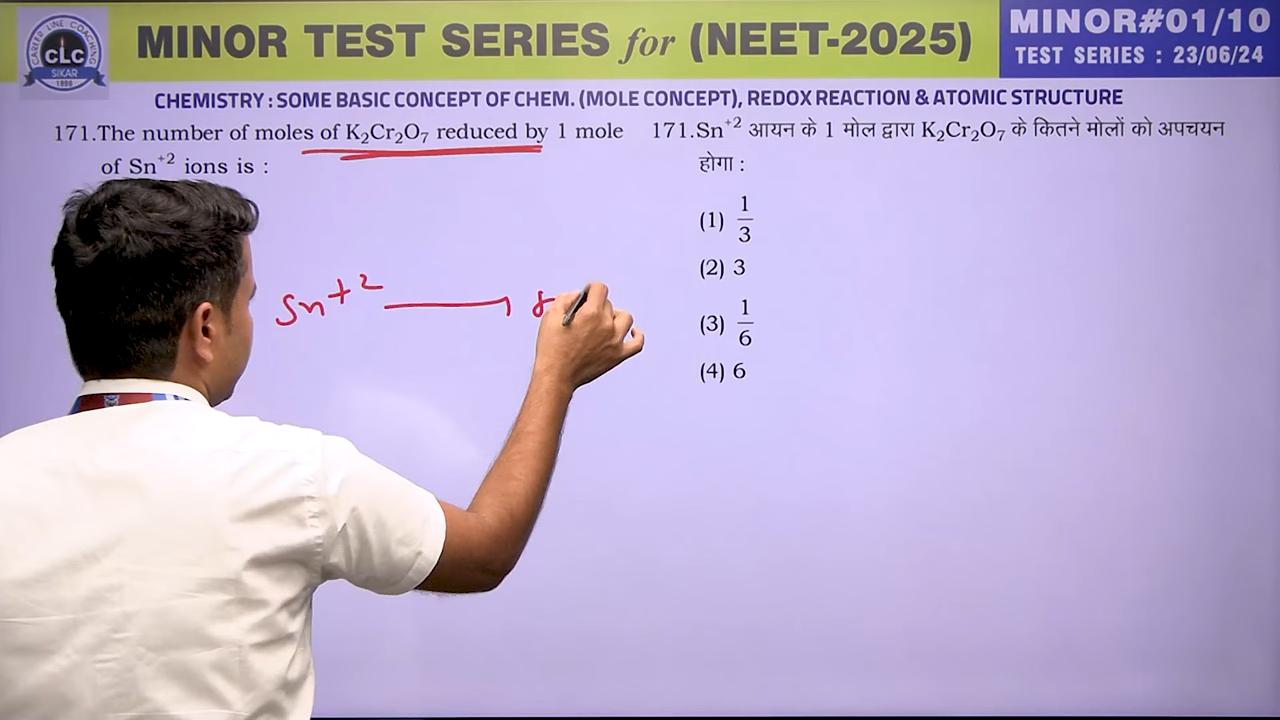 CAREER LINE COACHING
CLC
SIKAR
1996
MINOR TEST SERIES for (NEET-2025)
MINOR#01/10
TEST SERIES : 23/06/24
CHEMISTRY : SOME BASIC CONCEPT OF CHEM. (MOLE CONCEPT), REDOX REACTION & ATOMIC STRUCTURE
171.The number of moles of K₂Cr₂O₇ reduced by 1 mole
of Sn⁺² ions is :
Sn+2
171.Sn⁺² आयन के 1 मोल द्वारा K₂Cr₂O₇ के कितने मोलों को अपचयन
होगा :
(1) 1/3
(2) 3
(3) 1/6
(4) 6